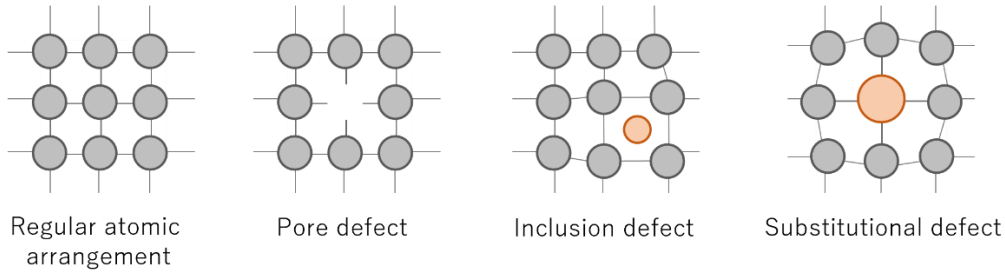 Regular atomic
arrangement
Pore defect
Inclusion defect
Substitutional defect